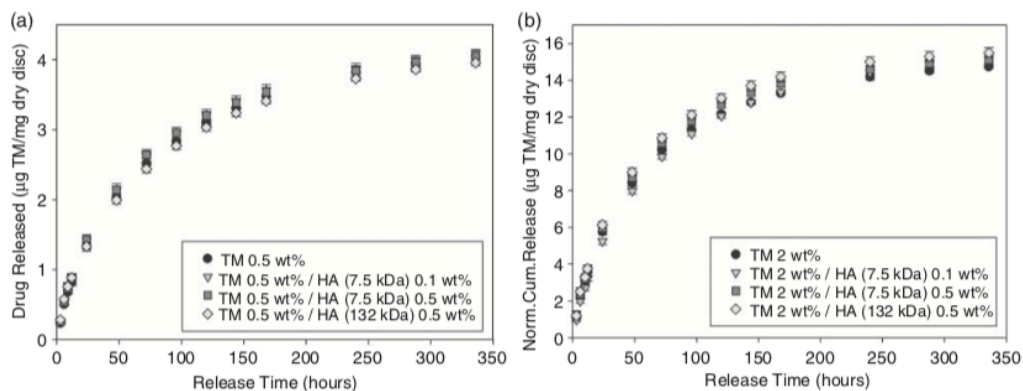 (a)
Drug Released (µg TM/mg dry disc)
4
3
2
1
0
TM 0.5 wt%
TM 0.5 wt% / HA (7.5 kDa) 0.1 wt%
TM 0.5 wt% / HA (7.5 kDa) 0.5 wt%
TM 0.5 wt% / HA (132 kDa) 0.5 wt%
0 50 100 150 200 250 300 350
Release Time (hours)
(b)
Norm.Cum.Release (µg TM/mg dry disc)
16
14
12
10
8
6
4
2
0
TM 2 wt%
TM 2 wt% / HA (7.5 kDa) 0.1 wt%
TM 2 wt% / HA (7.5 kDa) 0.5 wt%
TM 2 wt% / HA (132 kDa) 0.5 wt%
0 50 100 150 200 250 300 350
Release Time (hours)